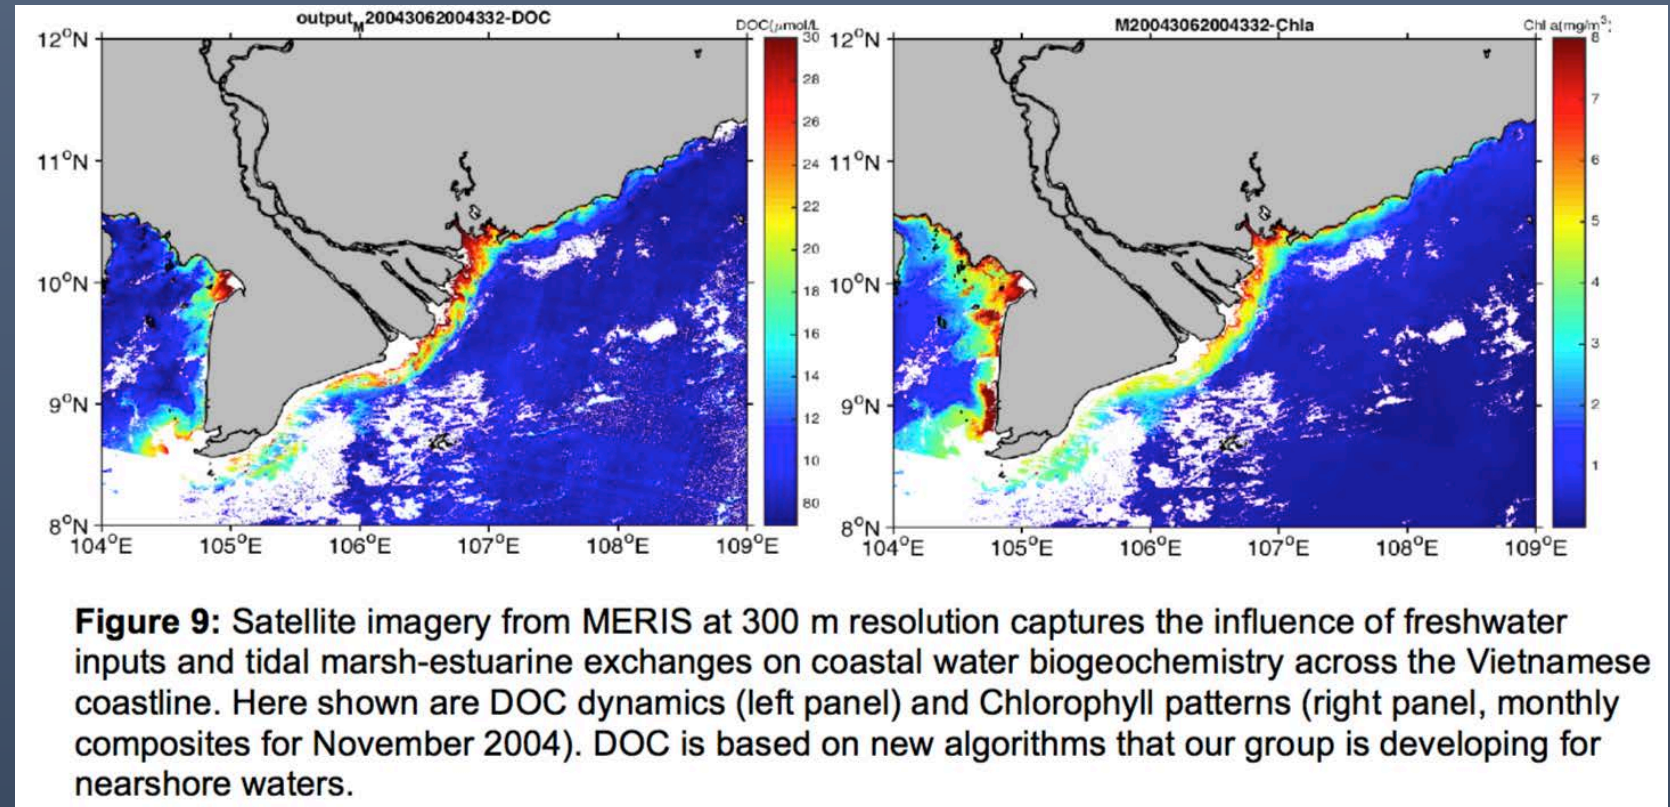 output_M20043062004332-DOC
DOC(μmol/L
12°N
11°N
10°N
9°N
8°N
104°E 105°E 106°E 107°E 108°E 109°E
30
28
26
24
22
20
18
16
14
12
10
80
M20043062004332-Chla
Chl a(mg/m³)
12°N
11°N
10°N
9°N
8°N
104°E 105°E 106°E 107°E 108°E 109°E
8
7
6
5
4
3
2
1
Figure 9: Satellite imagery from MERIS at 300 m resolution captures the influence of freshwater
inputs and tidal marsh-estuarine exchanges on coastal water biogeochemistry across the Vietnamese
coastline. Here shown are DOC dynamics (left panel) and Chlorophyll patterns (right panel, monthly
composites for November 2004). DOC is based on new algorithms that our group is developing for
nearshore waters.